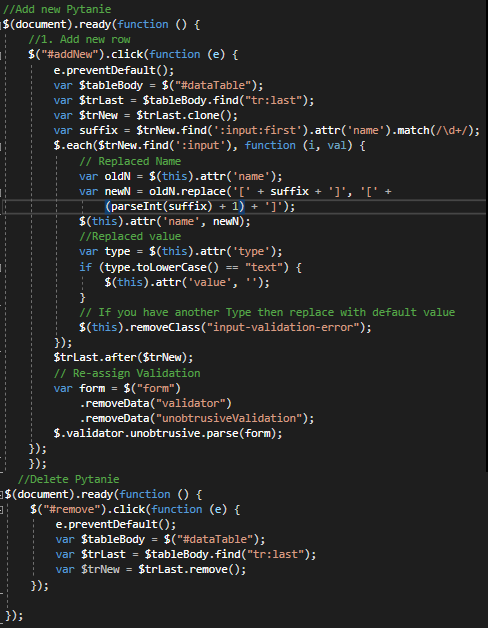 //Add new Pytanie
$(document).ready(function () {
//1. Add new row
$("#addNew").click(function (e) {
e.preventDefault();
var $tableBody = $("#dataTable");
var $trLast = $tableBody.find("tr:last");
var $trNew = $trLast.clone();
var suffix = $trNew.find(':input:first').attr('name').match(/\d+/);
$.each($trNew.find(':input'), function (i, val) {
// Replaced Name
var oldN = $(this).attr('name');
var newN = oldN.replace('[' + suffix + ']', '[' +
(parseInt(suffix) + 1) + ']');
$(this).attr('name', newN);
//Replaced value
var type = $(this).attr('type');
if (type.toLowerCase() == "text") {
$(this).attr('value', '');
}
// If you have another Type then replace with default value
$(this).removeClass("input-validation-error");
});
$trLast.after($trNew);
// Re-assign Validation
var form = $("form")
.removeData("validator")
.removeData("unobtrusiveValidation");
$.validator.unobtrusive.parse(form);
});
});
//Delete Pytanie
$(document).ready(function () {
$("#remove").click(function (e) {
e.preventDefault();
var $tableBody = $("#dataTable");
var $trLast = $tableBody.find("tr:last");
var $trNew = $trLast.remove();
});
});